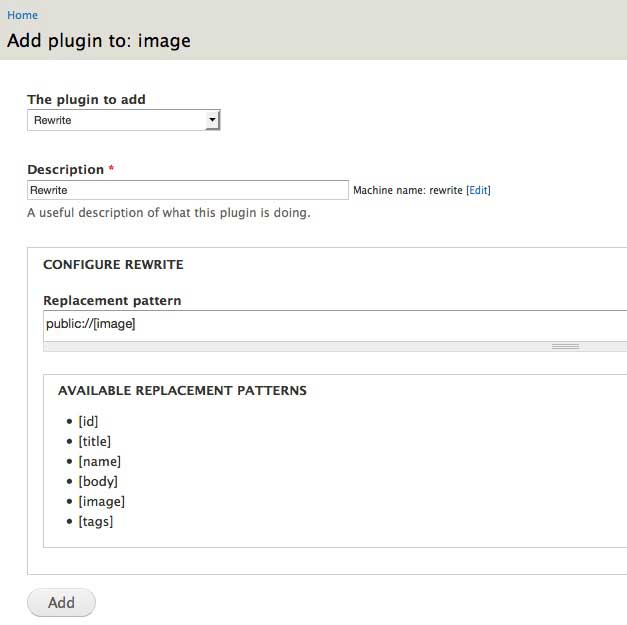 Home
Add plugin to: image
The plugin to add
Rewrite
Description *
Rewrite Machine name: rewrite [Edit]
A useful description of what this plugin is doing.
CONFIGURE REWRITE
Replacement pattern
public://[image]
AVAILABLE REPLACEMENT PATTERNS
[id]
[title]
[name]
[body]
[image]
[tags]
Add